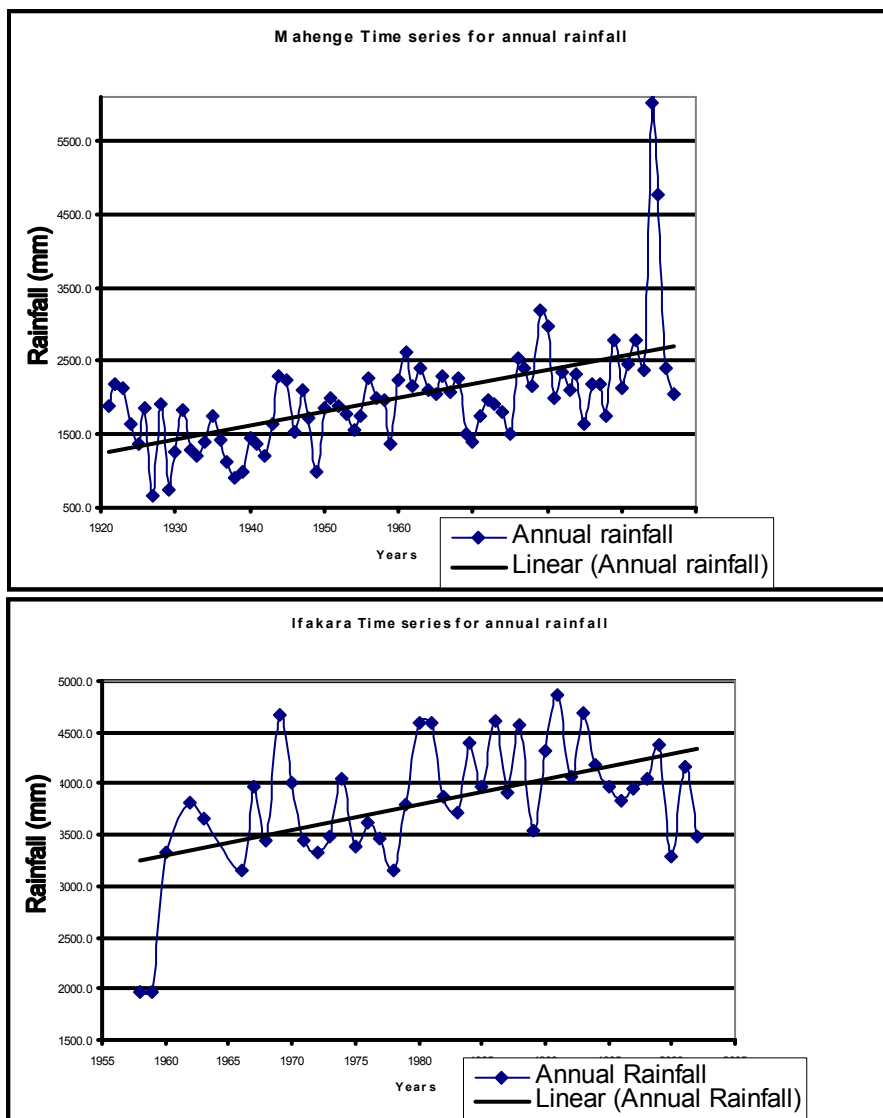 Mahenge Time series for annual rainfall
5500.0
4500.0
3500.0
2500.0
1500.0
500.0
Rainfall (mm)
1920 1930 1940 1950 1960
Years
Annual rainfall
Linear (Annual rainfall)
Ifakara Time series for annual rainfall
5000.0
4500.0
4000.0
3500.0
3000.0
2500.0
2000.0
1500.0
Rainfall (mm)
1955 1960 1965 1970 1975 1980
Years
Annual Rainfall
Linear (Annual Rainfall)